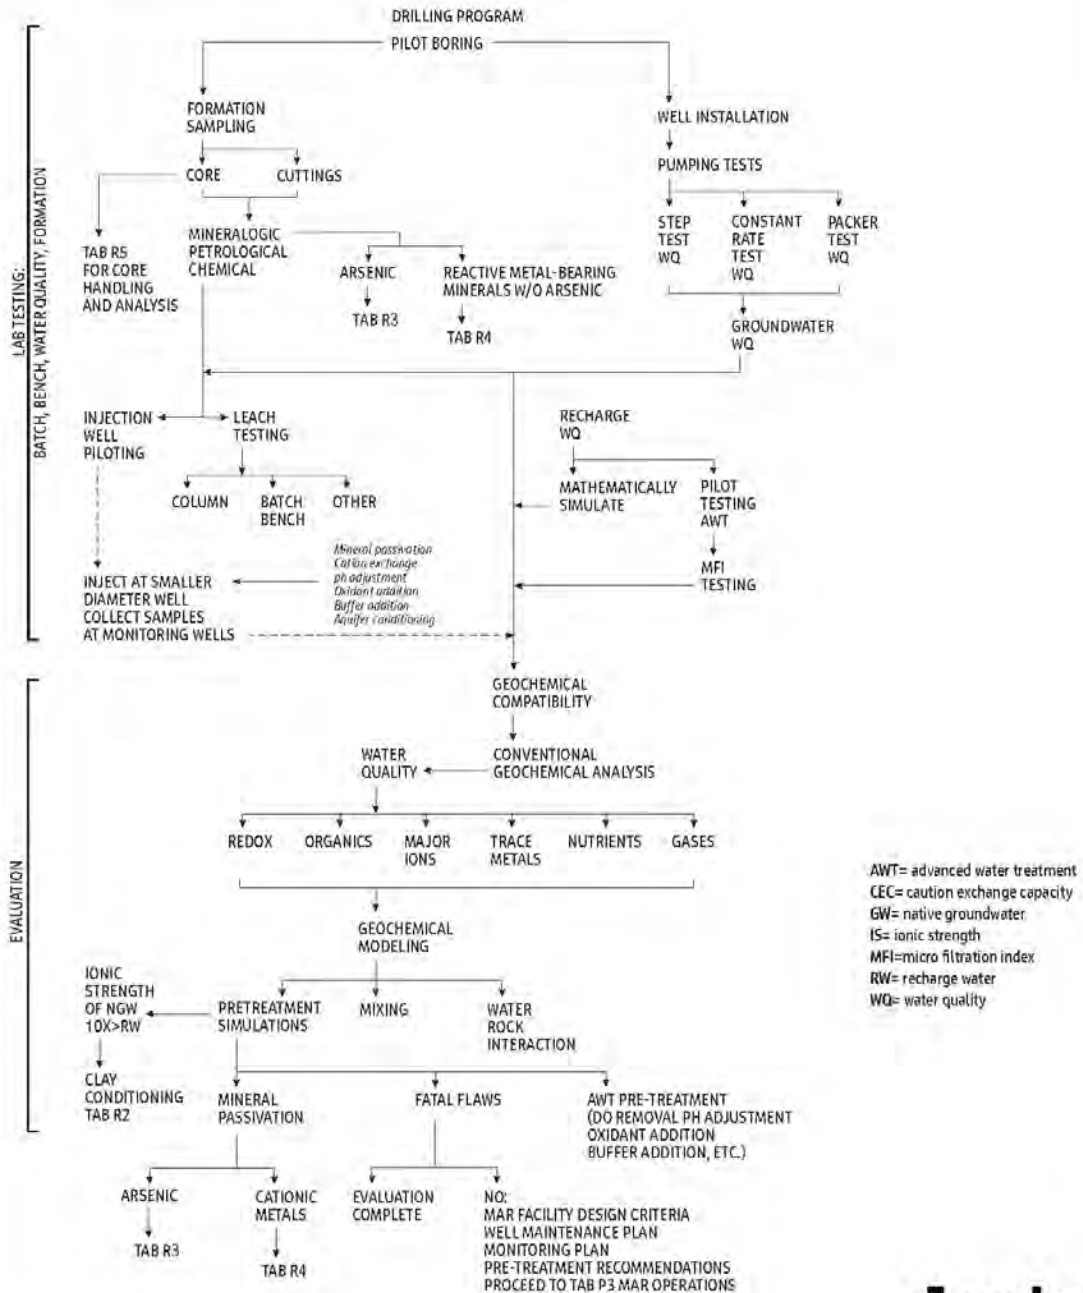 DRILLING PROGRAM
PILOT BORING
FORMATION
SAMPLING
WELL INSTALLATION
PUMPING TESTS
CORE
CUTTINGS
STEP
TEST
WQ
CONSTANT
RATE
TEST
WQ
PACKER
TEST
WQ
TAB R5
FOR CORE
HANDLING
AND ANALYSIS
MINERALOGIC
PETROLOGICAL
CHEMICAL
ARSENIC
REACTIVE METAL-BEARING
MINERALS W/O ARSENIC
TAB R3
TAB R4
GROUNDWATER
WQ
LAB TESTING:
BATCH, BENCH, WATER QUALITY, FORMATION
INJECTION
WELL
PILOTING
LEACH
TESTING
RECHARGE
WQ
COLUMN
BATCH
BENCH
OTHER
MATHEMATICALLY
SIMULATE
PILOT
TESTING
AWT
MFI
TESTING
Mineral passivation
Cation exchange
ph adjustment
Oxidant addition
Buffer addition
Aquifer conditioning
INJECT AT SMALLER
DIAMETER WELL
COLLECT SAMPLES
AT MONITORING WELLS
GEOCHEMICAL
COMPATIBILITY
CONVENTIONAL
GEOCHEMICAL ANALYSIS
WATER
QUALITY
REDOX
ORGANICS
MAJOR
IONS
TRACE
METALS
NUTRIENTS
GASES
EVALUATION
GEOCHEMICAL
MODELING
IONIC
STRENGTH
OF NGW
10X>RW
PRETREATMENT
SIMULATIONS
MIXING
WATER
ROCK
INTERACTION
CLAY
CONDITIONING
TAB R2
MINERAL
PASSIVATION
FATAL FLAWS
AWT PRE-TREATMENT
(DO REMOVAL PH ADJUSTMENT
OXIDANT ADDITION
BUFFER ADDITION, ETC.)
ARSENIC
CATIONIC
METALS
EVALUATION
COMPLETE
NO:
MAR FACILITY DESIGN CRITERIA
WELL MAINTENANCE PLAN
MONITORING PLAN
PRE-TREATMENT RECOMMENDATIONS
PROCEED TO TAB P3 MAR OPERATIONS
TAB R3
TAB R4
AWT= advanced water treatment
CEC= caution exchange capacity
GW= native groundwater
IS= ionic strength
MFI=micro filtration index
RW= recharge water
WQ= water quality